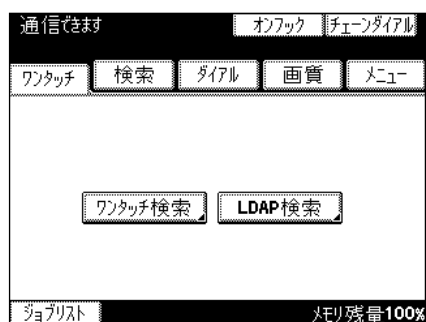 通信できます オンフック チェーンダイアル
ワンタッチ 検索 ダイアル 画質 メニュー
ワンタッチ検索 LDAP検索
ジョブリスト メモリ残量100%